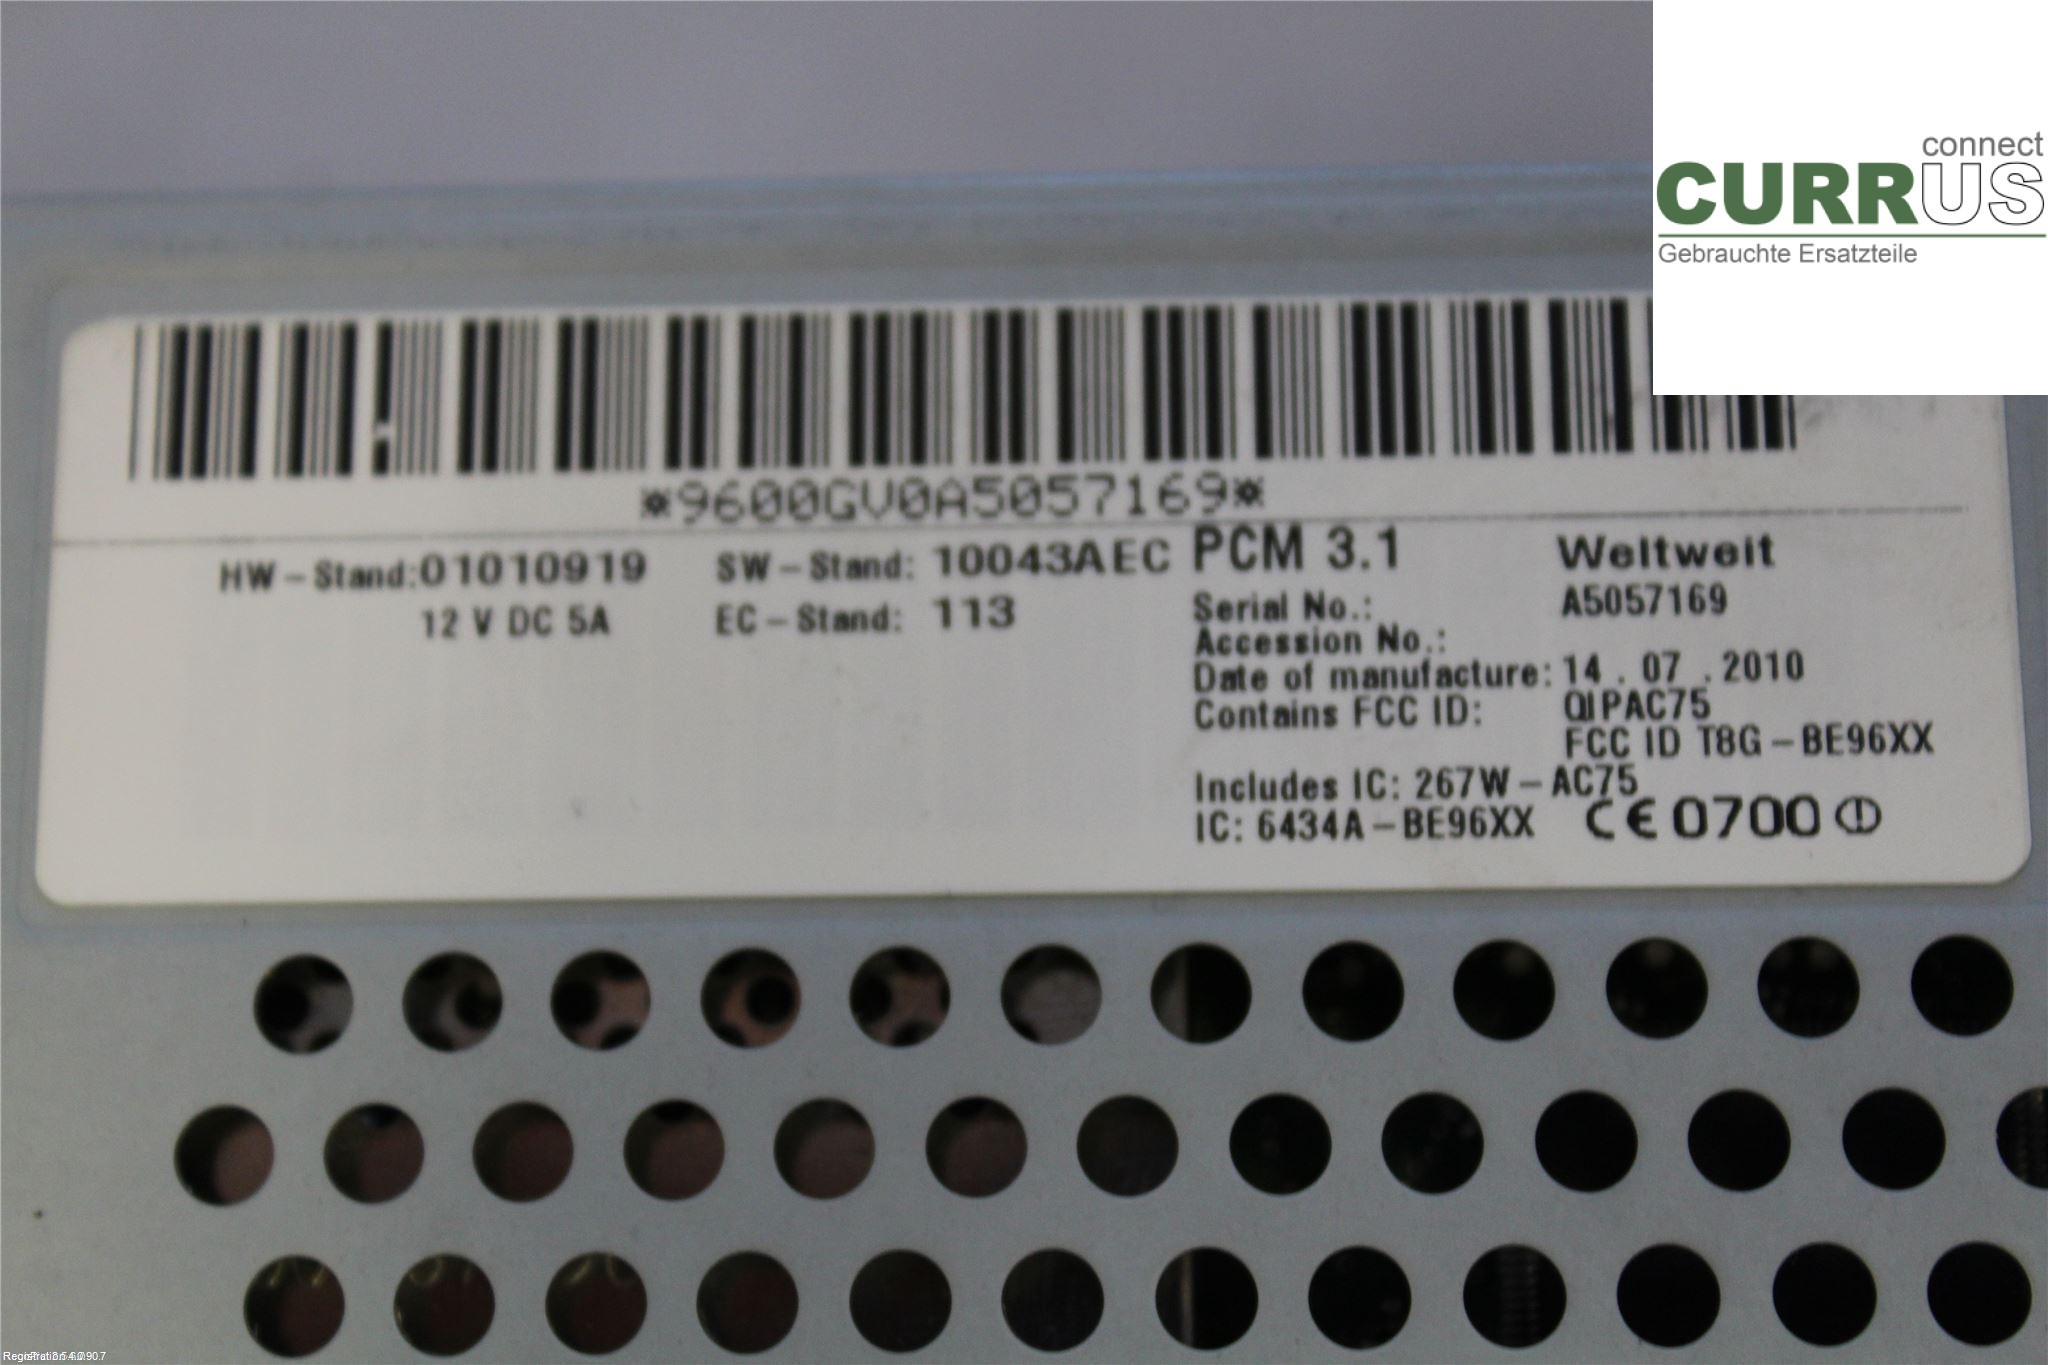 connect
CURRUS
Gebrauchte Ersatzteile
*9600GV0A5057169*
HW-Stand:01010919 SW-Stand: 10043AEC PCM 3.1 Weltweit
12 V DC 5A EC-Stand: 113
Serial No.: A5057169
Accession No.:
Date of manufacture: 14 . 07 . 2010
Contains FCC ID: QIPAC75
FCC ID T8G-BE96XX
Includes IC: 267W-AC75
IC: 6434A-BE96XX CE 0700